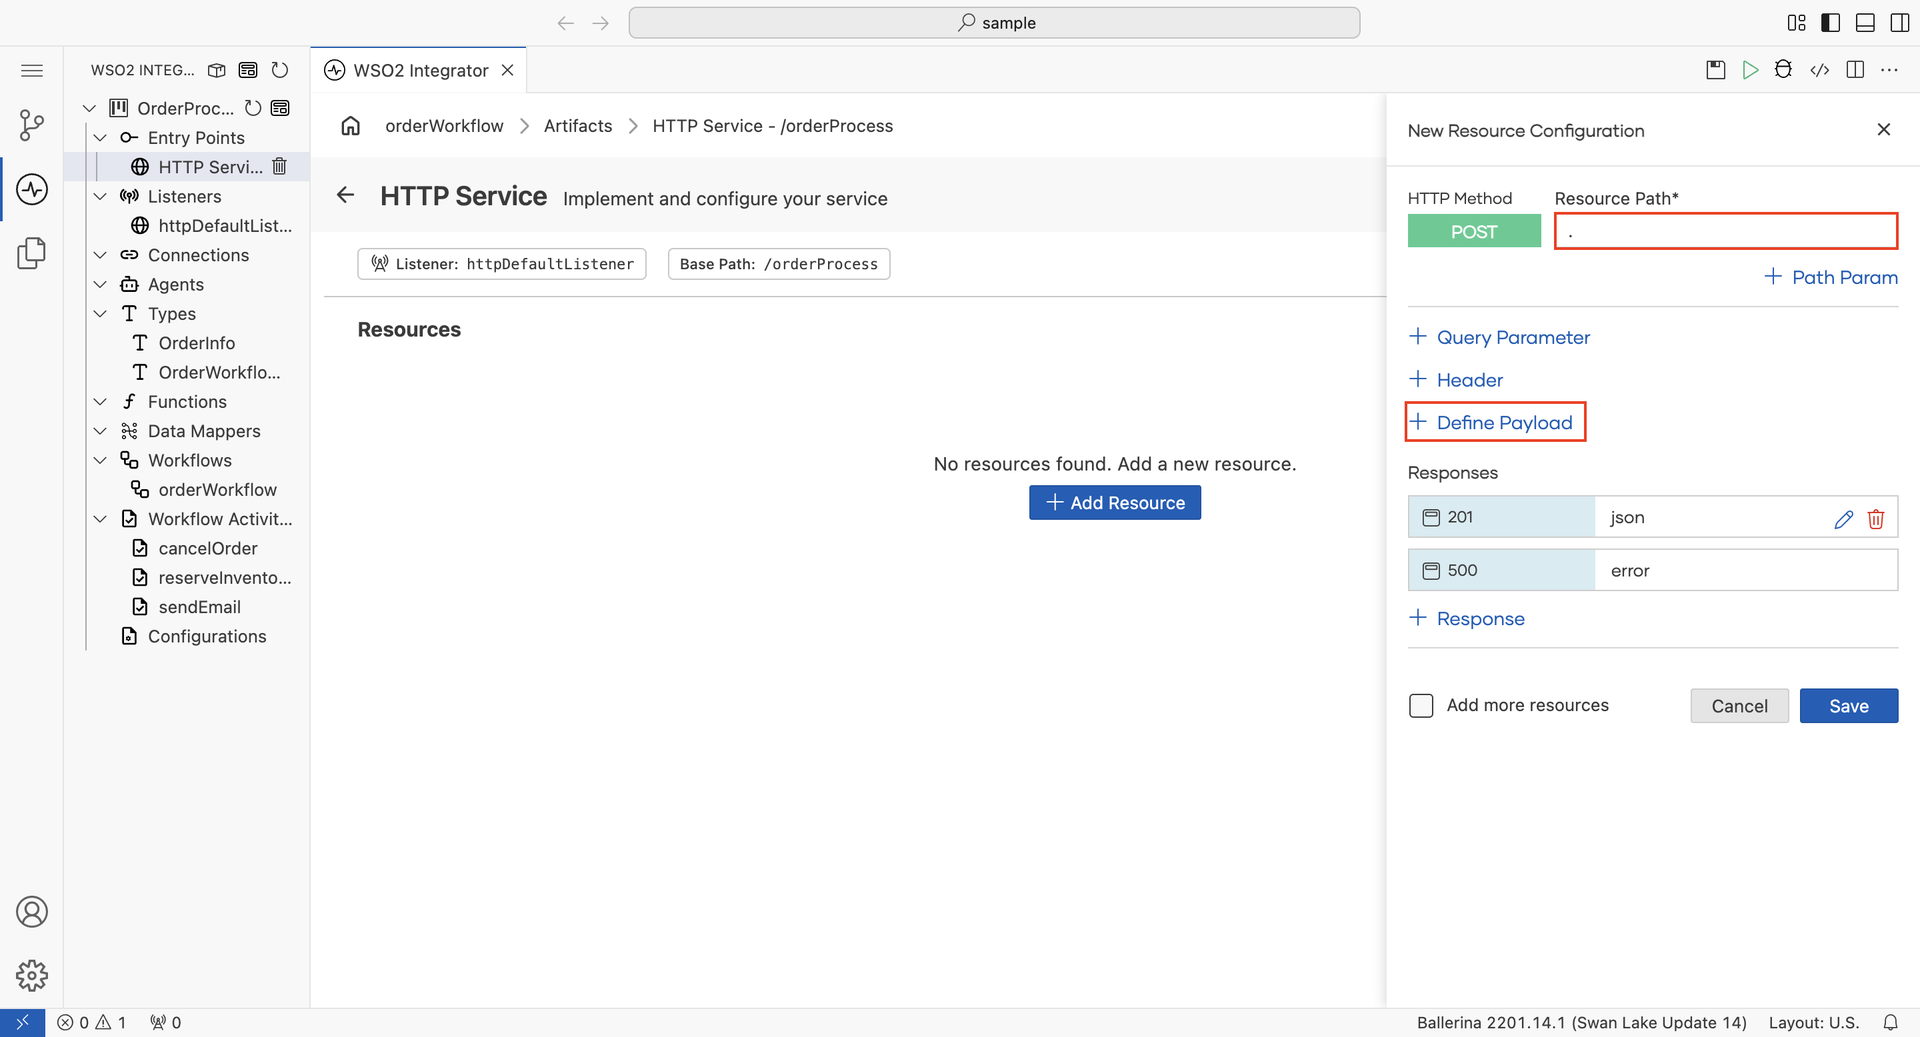 sample
WSO2 INTEG...
WSO2 Integrator
OrderProc...
Entry Points
HTTP Servi...
Listeners
httpDefaultList...
Connections
Agents
Types
OrderInfo
OrderWorkflo...
Functions
Data Mappers
Workflows
orderWorkflow
Workflow Activit...
cancelOrder
reserveInvento...
sendEmail
Configurations
orderWorkflow > Artifacts > HTTP Service - /orderProcess
HTTP Service Implement and configure your service
Listener: httpDefaultListener
Base Path: /orderProcess
Resources
No resources found. Add a new resource.
+ Add Resource
New Resource Configuration
HTTP Method
Resource Path*
POST
.
+ Path Param
+ Query Parameter
+ Header
+ Define Payload
Responses
201 json
500 error
+ Response
Add more resources
Cancel
Save
0 1 0
Ballerina 2201.14.1 (Swan Lake Update 14)
Layout: U.S.